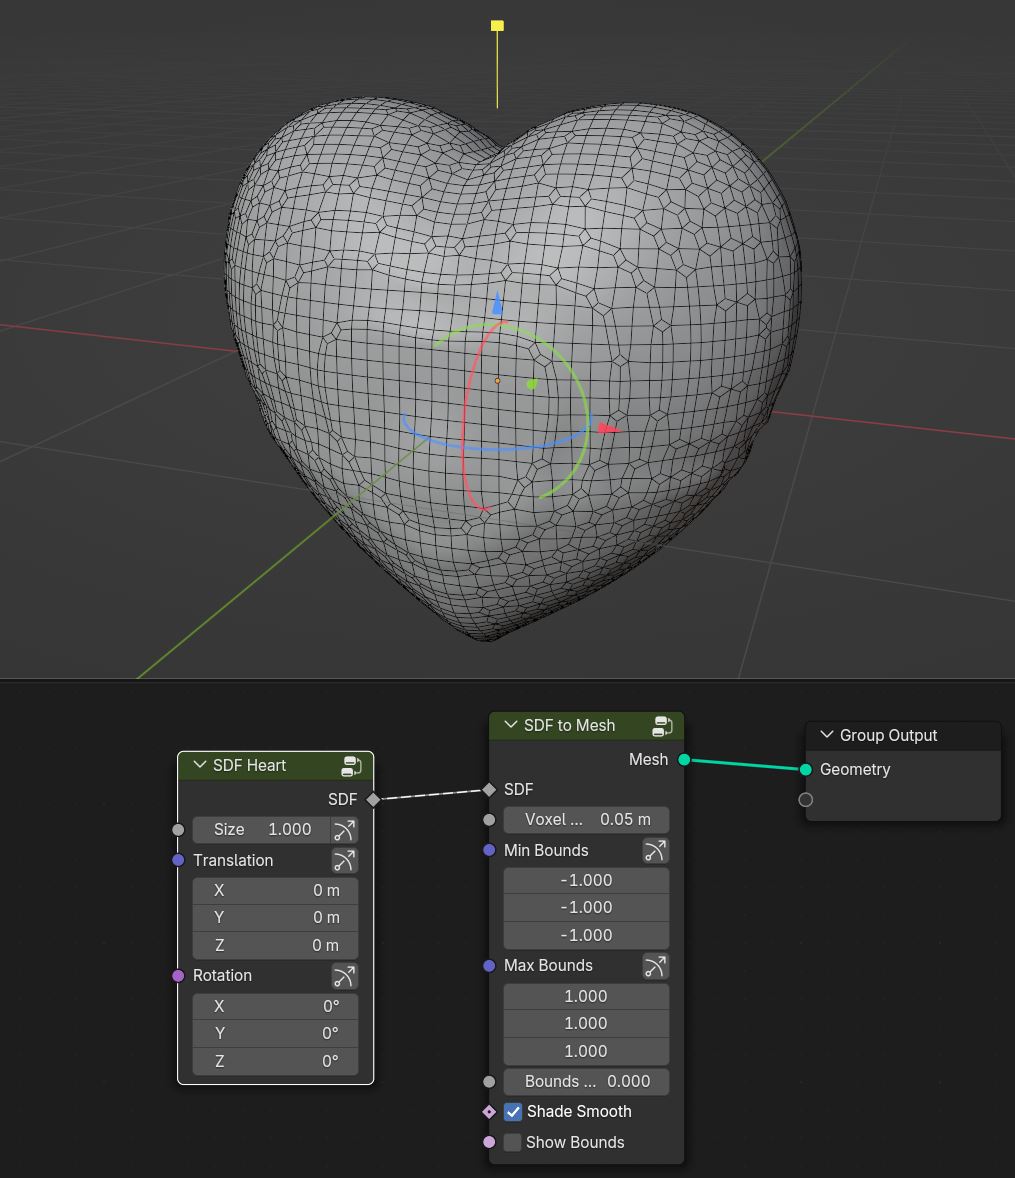 SDF Heart
SDF
Size 1.000
Translation
X 0 m
Y 0 m
Z 0 m
Rotation
X 0°
Y 0°
Z 0°
SDF to Mesh
Mesh
SDF
Voxel ... 0.05 m
Min Bounds
-1.000
-1.000
-1.000
Max Bounds
1.000
1.000
1.000
Bounds ... 0.000
Shade Smooth
Show Bounds
Group Output
Geometry